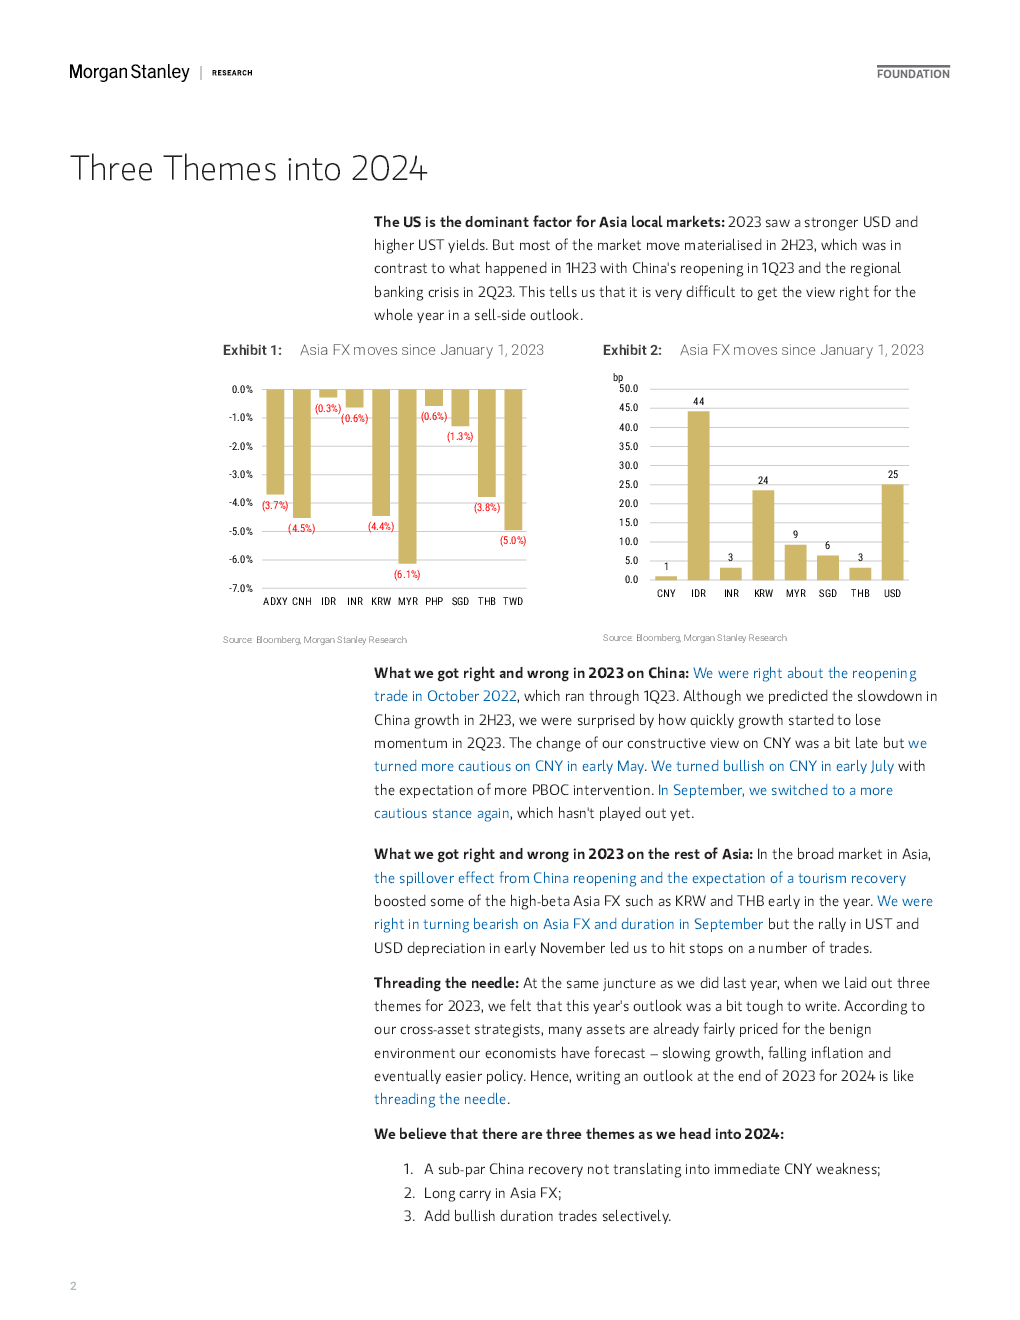 Morgan Stanley | RESEARCH
FOUNDATION
Three Themes into 2024
The US is the dominant factor for Asia local markets: 2023 saw a stronger USD and
higher UST yields. But most of the market move materialised in 2H23, which was in
contrast to what happened in 1H23 with China's reopening in 1Q23 and the regional
banking crisis in 2Q23. This tells us that it is very difficult to get the view right for the
whole year in a sell-side outlook.
Exhibit 1: Asia FX moves since January 1, 2023
0.0%
-1.0%
-2.0%
-3.0%
-4.0%
-5.0%
-6.0%
-7.0%
(3.7%)
(4.5%)
(0.3%)
(0.6%)
(4.4%)
(6.1%)
(0.6%)
(1.3%)
(3.8%)
(5.0%)
ADXY CNH IDR INR KRW MYR PHP SGD THB TWD
Source: Bloomberg, Morgan Stanley Research
Exhibit 2: Asia FX moves since January 1, 2023
bp
50.0
45.0
40.0
35.0
30.0
25.0
20.0
15.0
10.0
5.0
0.0
1
44
3
24
9
6
3
25
CNY IDR INR KRW MYR SGD THB USD
Source: Bloomberg, Morgan Stanley Research
What we got right and wrong in 2023 on China: We were right about the reopening
trade in October 2022, which ran through 1Q23. Although we predicted the slowdown in
China growth in 2H23, we were surprised by how quickly growth started to lose
momentum in 2Q23. The change of our constructive view on CNY was a bit late but we
turned more cautious on CNY in early May. We turned bullish on CNY in early July with
the expectation of more PBOC intervention. In September, we switched to a more
cautious stance again, which hasn't played out yet.
What we got right and wrong in 2023 on the rest of Asia: In the broad market in Asia,
the spillover effect from China reopening and the expectation of a tourism recovery
boosted some of the high-beta Asia FX such as KRW and THB early in the year. We were
right in turning bearish on Asia FX and duration in September but the rally in UST and
USD depreciation in early November led us to hit stops on a number of trades.
Threading the needle: At the same juncture as we did last year, when we laid out three
themes for 2023, we felt that this year's outlook was a bit tough to write. According to
our cross-asset strategists, many assets are already fairly priced for the benign
environment our economists have forecast – slowing growth, falling inflation and
eventually easier policy. Hence, writing an outlook at the end of 2023 for 2024 is like
threading the needle.
We believe that there are three themes as we head into 2024:
1. A sub-par China recovery not translating into immediate CNY weakness;
2. Long carry in Asia FX;
3. Add bullish duration trades selectively.
2